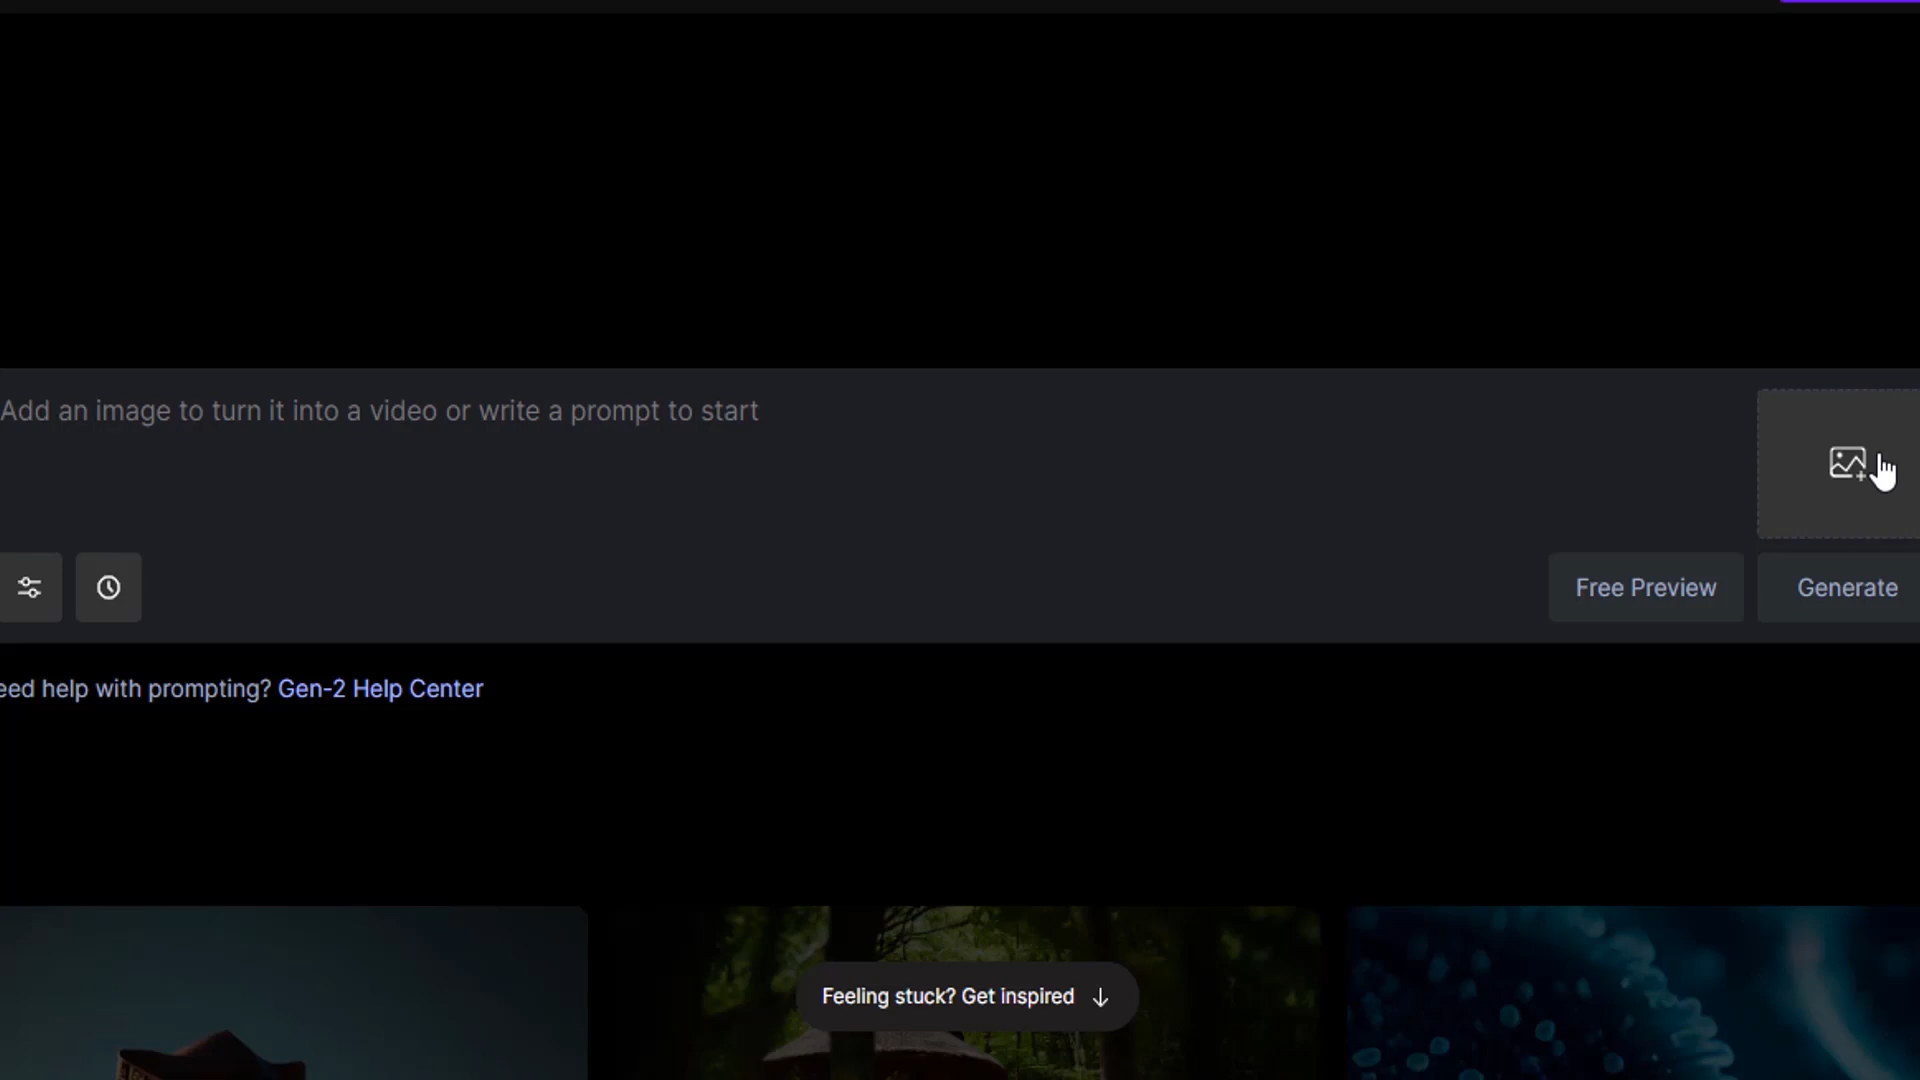 Add an image to turn it into a video or write a prompt to start
Free Preview
Generate
eed help with prompting? Gen-2 Help Center
Feeling stuck? Get inspired